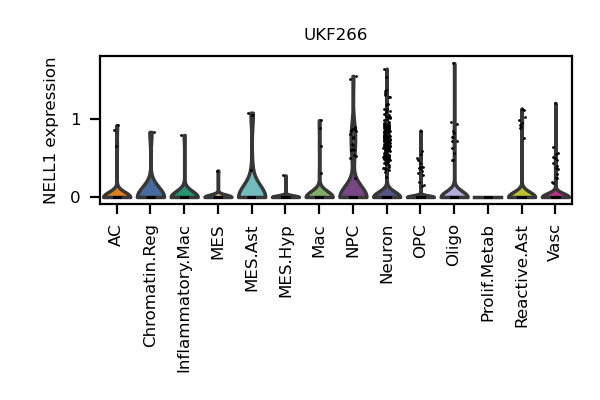 UKF266
NELL1 expression
1
0
AC
Chromatin.Reg
Inflammatory.Mac
MES
MES.Ast
MES.Hyp
Mac
NPC
Neuron
OPC
Oligo
Prolif.Metab
Reactive.Ast
Vasc